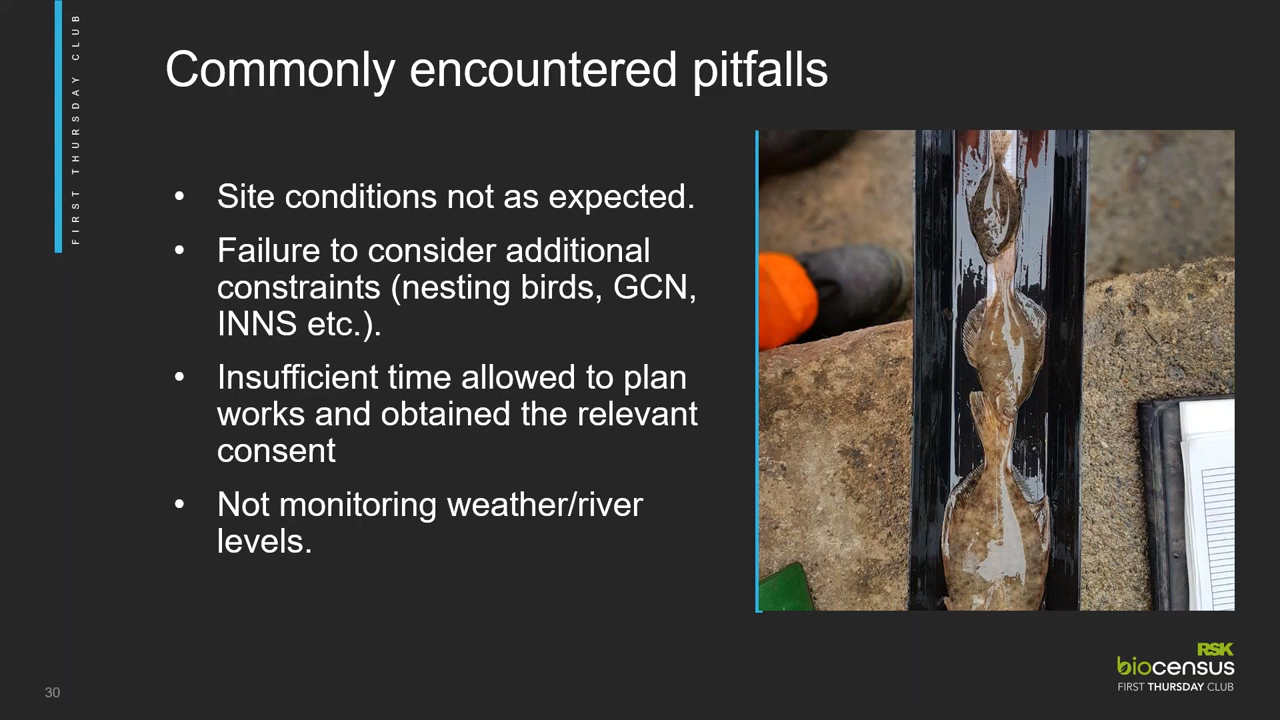 FIRST THURSDAY CLUB
Commonly encountered pitfalls
• Site conditions not as expected.
• Failure to consider additional
constraints (nesting birds, GCN,
INNS etc.).
• Insufficient time allowed to plan
works and obtained the relevant
consent
• Not monitoring weather/river
levels.
RSK
biocensus
FIRST THURSDAY CLUB
30